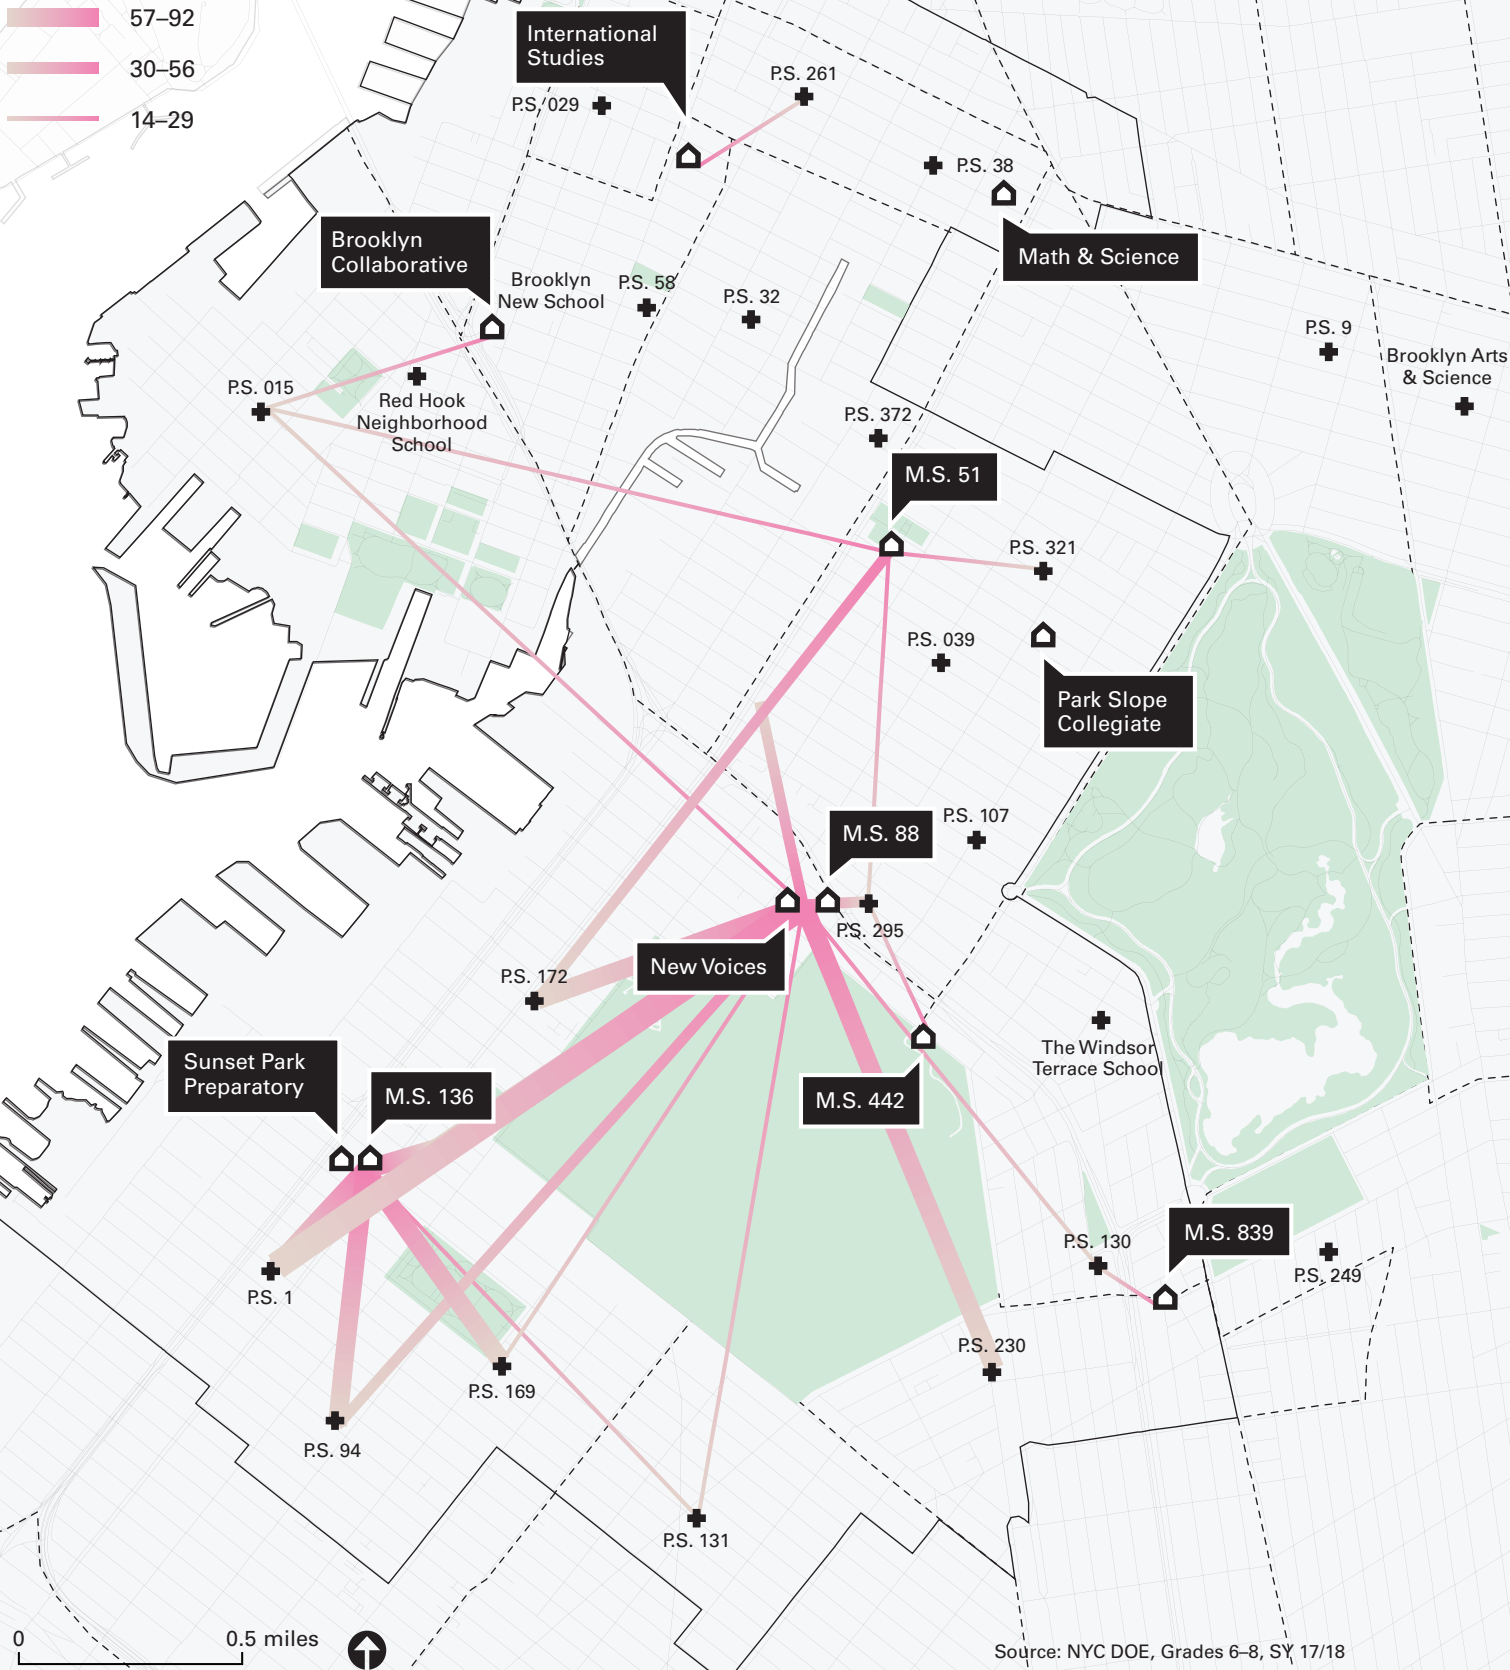 57–92
30–56
14–29
International
Studies
P.S. 261
P.S. 029
P.S. 38
Math & Science
Brooklyn
Collaborative
Brooklyn
New School
P.S. 58
P.S. 32
P.S. 9
Brooklyn Arts
& Science
P.S. 015
Red Hook
Neighborhood
School
P.S. 372
M.S. 51
P.S. 321
P.S. 039
Park Slope
Collegiate
P.S. 107
M.S. 88
P.S. 295
New Voices
P.S. 172
The Windsor
Terrace School
Sunset Park
Preparatory
M.S. 136
M.S. 442
M.S. 839
P.S. 130
P.S. 249
P.S. 1
P.S. 230
P.S. 169
P.S. 94
P.S. 131
0
0.5 miles
Source: NYC DOE, Grades 6–8, SY 17/18